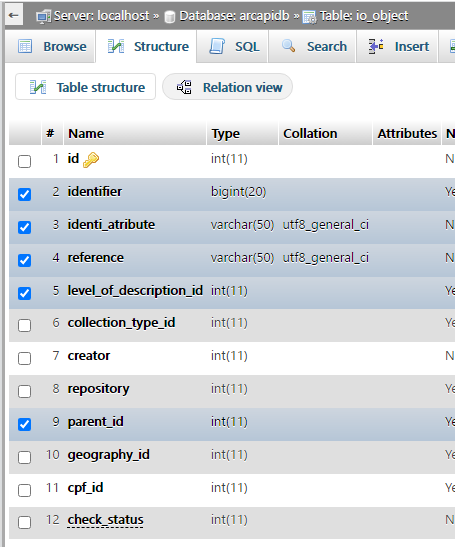 Server: localhost » Database: arcapidb » Table: io_object
Browse Structure SQL Search Insert
Table structure Relation view
# Name Type Collation Attributes N
1 id int(11) N
2 identifier bigint(20) Ye
3 identi_atribute varchar(50) utf8_general_ci N
4 reference varchar(50) utf8_general_ci N
5 level_of_description_id int(11) Ye
6 collection_type_id int(11) Ye
7 creator int(11) N
8 repository int(11) Ye
9 parent_id int(11) Ye
10 geography_id int(11) Ye
11 cpf_id int(11) Ye
12 check_status int(11) N